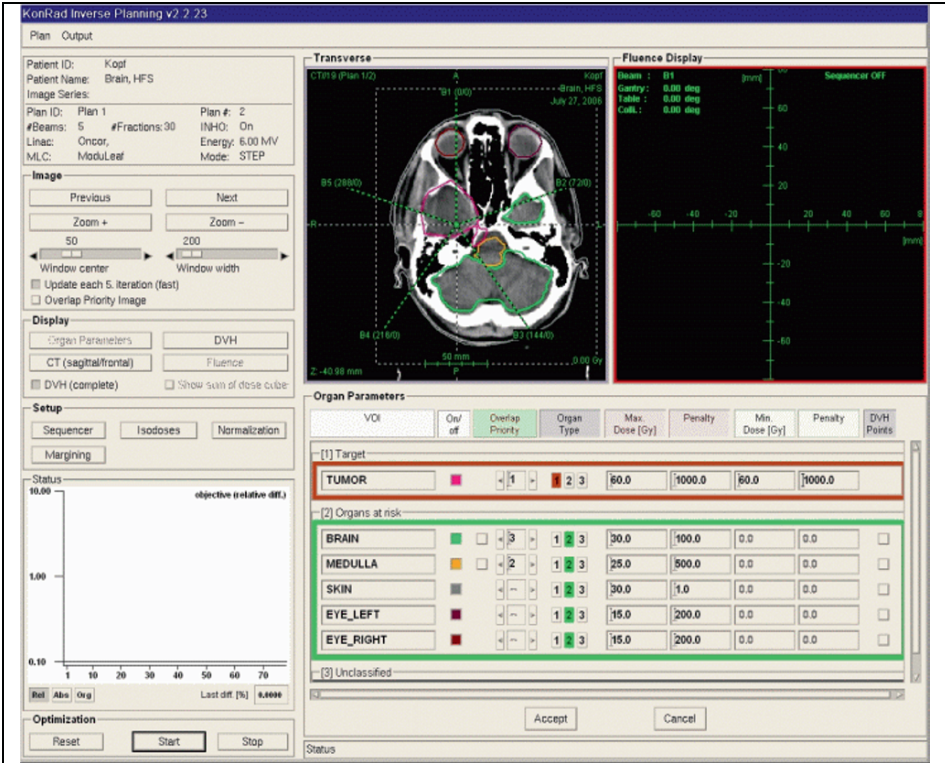 KonRad Inverse Planning v2.2.23
Plan Output
Patient ID: Kopf
Patient Name: Brain, HFS
Image Series:
Plan ID: Plan 1 Plan #: 2
#Beams: 5 #Fractions: 30 INHO: On
Linac: Oncor, Energy: 6.00 MV
MLC: ModuLeaf Mode: STEP
Image
Previous Next
Zoom + Zoom –
50 200
Window center Window width
Update each 5. iteration (fast)
Overlap Priority Image
Display
Organ Parameters DVH
CT (sagittal/frontal) Fluence
DVH (complete) Show sum of dose cube
Setup
Sequencer Isodoses Normalization
Margining
Status
10.00 objective (relative diff.)
1.00
0.10
1 10 20 30 40 50 60 70
Rel Abs Org Last diff. [%] 0.0000
Optimization
Reset Start Stop
Transverse
CT/119 (Plan 1/2) A Kopf
B1 (0/0) Brain, HFS
July 27, 2006
B5 (288/0) B2 (72/0)
R L
B4 (216/0) B3 (144/0)
50 mm 0.00 Gy
Z: -40.98 mm P
Fluence Display
Beam : B1 [mm] Sequencer OFF
Gantry: 0.00 deg
Table : 0.00 deg
Coll.: 0.00 deg
60
40
20
-60 -40 -20 20 40 60 8
[mm]
-20
-40
-60
Organ Parameters
VOI On/off Overlap Priority Organ Type Max. Dose [Gy] Penalty Min. Dose [Gy] Penalty DVH Points
[1] Target
TUMOR 1 1 2 3 60.0 1000.0 60.0 1000.0
[2] Organs at risk
BRAIN 3 1 2 3 30.0 100.0 0.0 0.0
MEDULLA 2 1 2 3 25.0 500.0 0.0 0.0
SKIN -- 1 2 3 30.0 1.0 0.0 0.0
EYE_LEFT -- 1 2 3 15.0 200.0 0.0 0.0
EYE_RIGHT -- 1 2 3 15.0 200.0 0.0 0.0
[3] Unclassified
Accept Cancel
Status